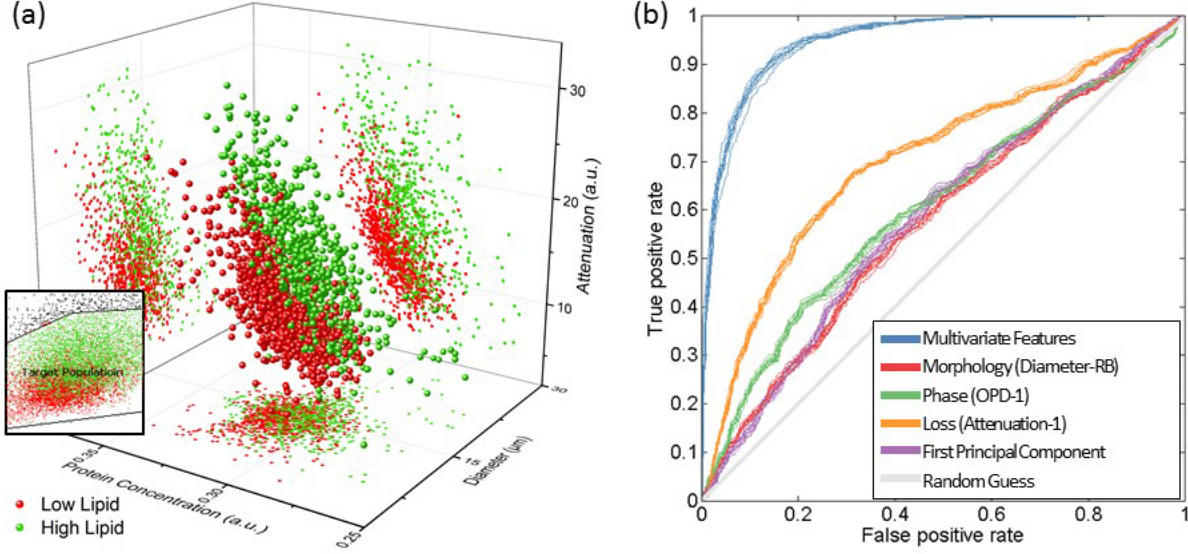 (a)
30
20
10
Attenuation (a.u.)
30
15
Diameter (µm)
0.35
0.30
0.25
Protein Concentration (a.u.)
Target Population
Low Lipid
High Lipid
(b)
1
0.9
0.8
0.7
0.6
0.5
0.4
0.3
0.2
0.1
0
True positive rate
0
0.2
0.4
0.6
0.8
1
False positive rate
Multivariate Features
Morphology (Diameter-RB)
Phase (OPD-1)
Loss (Attenuation-1)
First Principal Component
Random Guess